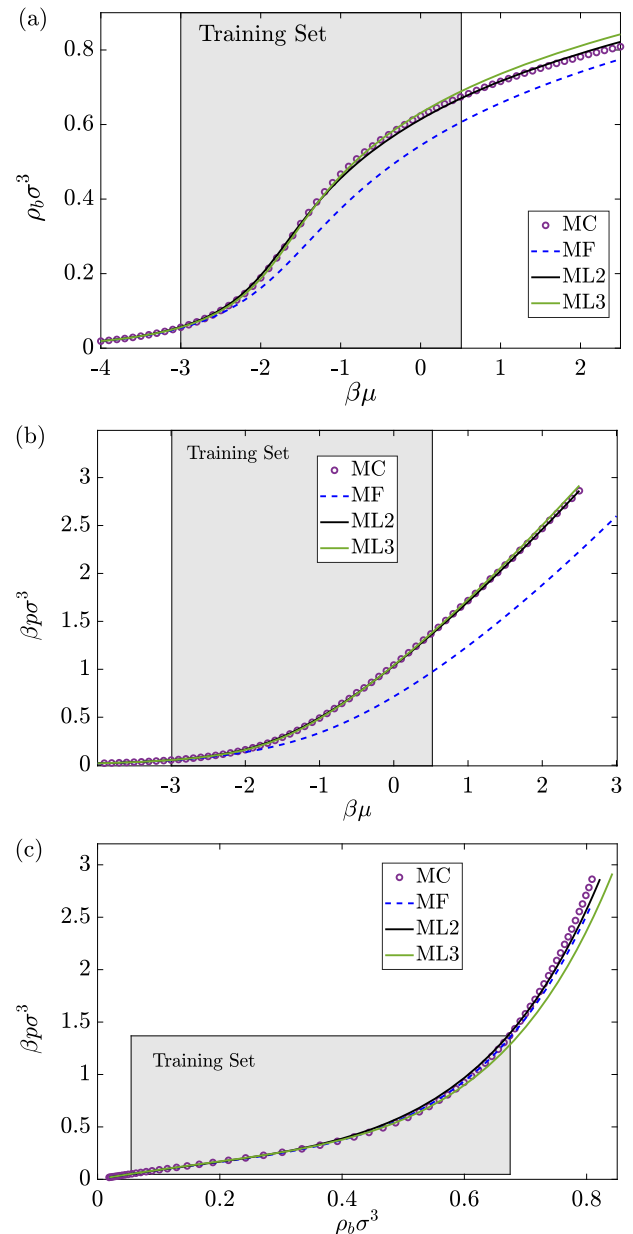 (a)
Training Set
0.8
0.6
0.4
0.2
0
ρ_bσ³
MC
MF
ML2
ML3
-4 -3 -2 -1 0 1 2
βμ
(b)
Training Set
MC
MF
ML2
ML3
3
2.5
2
1.5
1
0.5
0
βpσ³
-3 -2 -1 0 1 2 3
βμ
(c)
MC
MF
ML2
ML3
3
2.5
2
1.5
1
0.5
0
βpσ³
Training Set
0 0.2 0.4 0.6 0.8
ρ_bσ³